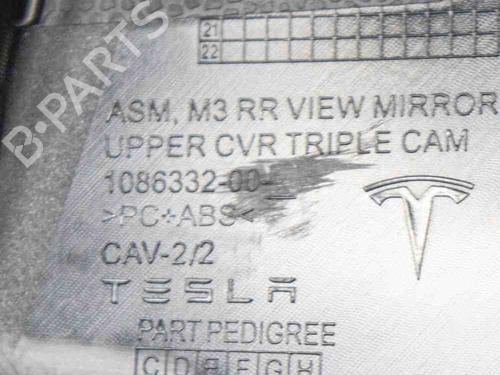 21
22
ASM, M3 RR VIEW MIRROR
UPPER CVR TRIPLE CAM
1086332-00-_
>PC+ABS<
CAV-2/2
TESLA
PART PEDIGREE
C D E F G H